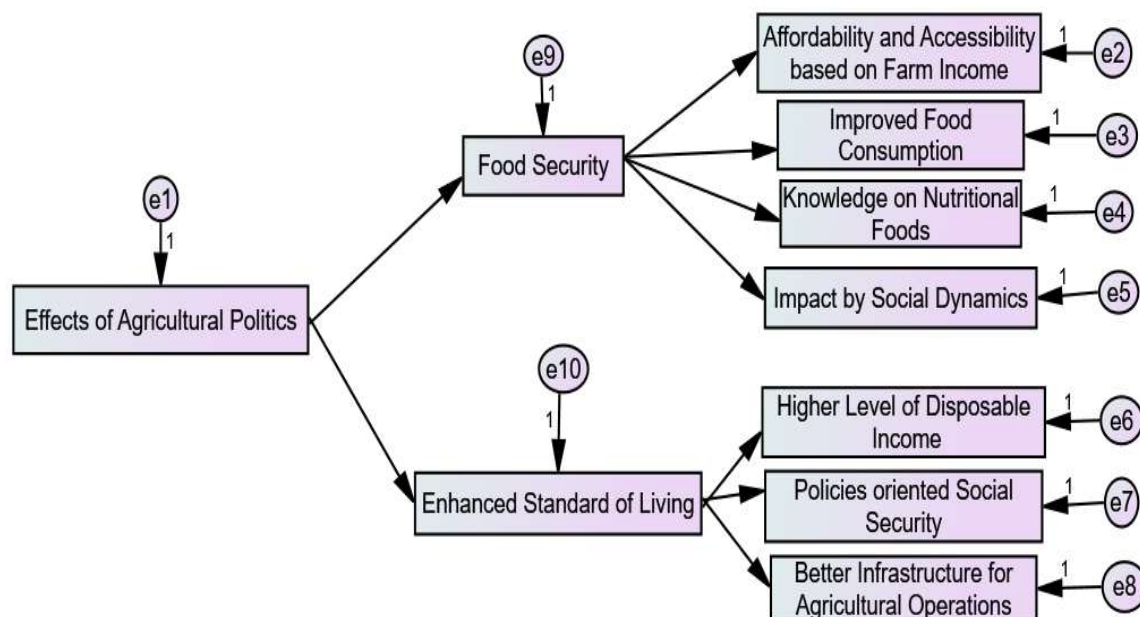 Affordability and Accessibility
based on Farm Income
1
e2
e9
1
Improved Food
Consumption
1
e3
Food Security
Knowledge on Nutritional
Foods
1
e4
e1
1
Impact by Social Dynamics
1
e5
Effects of Agricultural Politics
e10
1
Higher Level of Disposable
Income
1
e6
Enhanced Standard of Living
Policies oriented Social
Security
1
e7
Better Infrastructure for
Agricultural Operations
1
e8